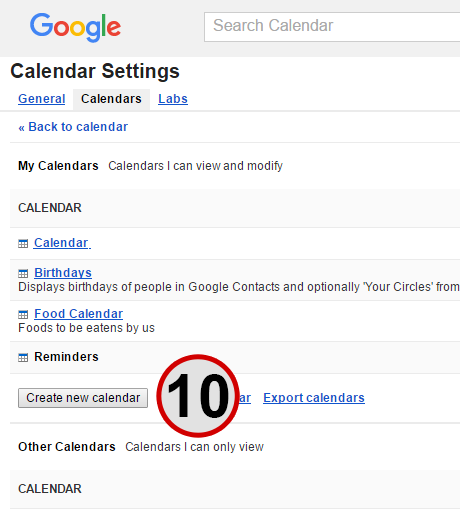 Google
Search Calendar
Calendar Settings
General Calendars Labs
« Back to calendar
My Calendars Calendars I can view and modify
CALENDAR
Calendar
Birthdays
Displays birthdays of people in Google Contacts and optionally 'Your Circles' from
Food Calendar
Foods to be eatens by us
Reminders
Create new calendar 10 Export calendars
Other Calendars Calendars I can only view
CALENDAR